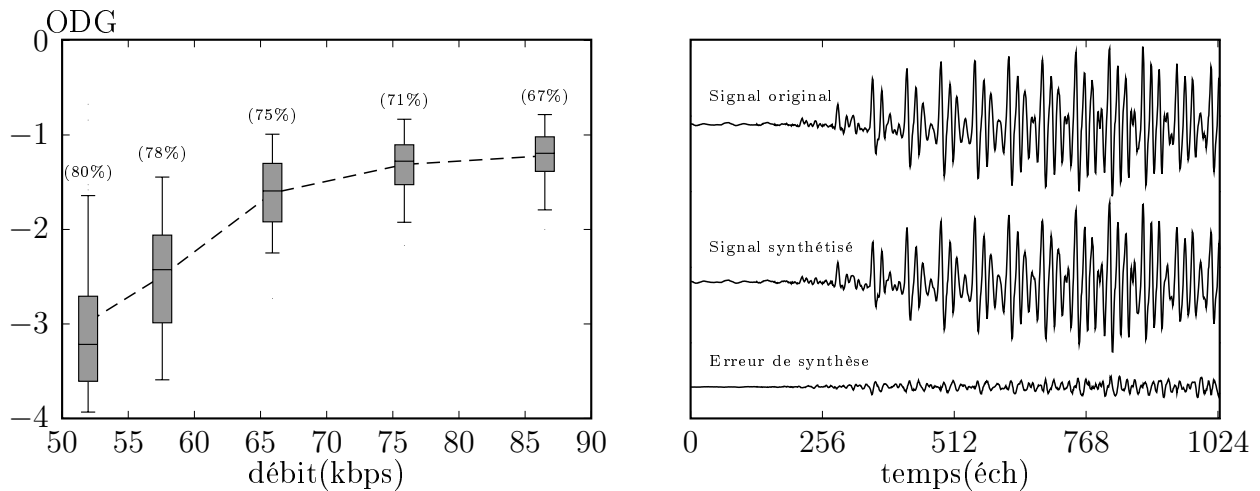 ODG
0
−1
−2
−3
−4
(80%)
(78%)
(75%)
(71%)
(67%)
50 55 60 65 70 75 80 85 90
débit(kbps)
Signal original
Signal synthétisé
Erreur de synthèse
0 256 512 768 1024
temps(éch)